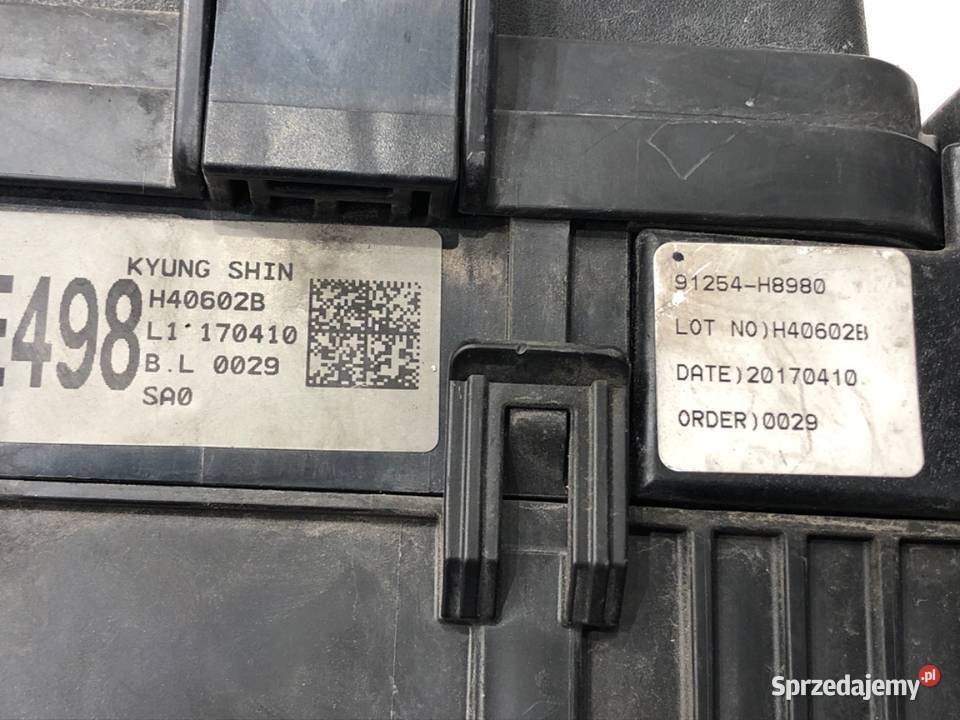 E498
KYUNG SHIN
H40602B
L1 170410
B.L 0029
SA0
91254-H8980
LOT NO)H40602B
DATE)20170410
ORDER)0029
Sprzedajemy.pl